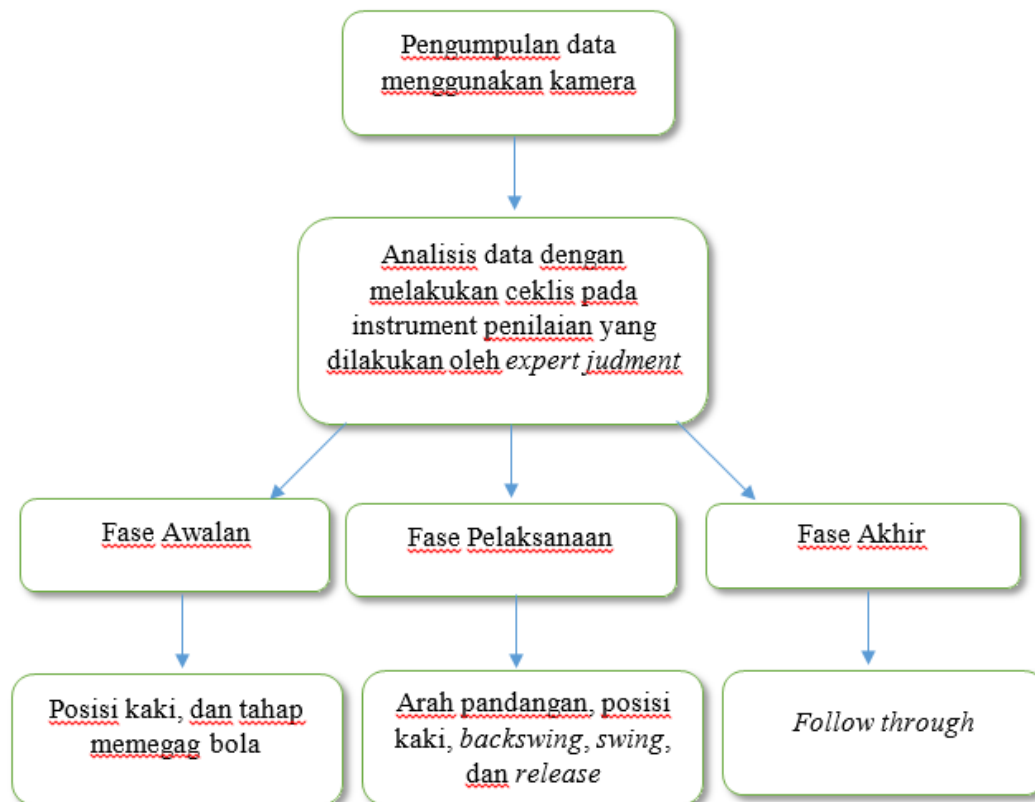 Pengumpulan data
menggunakan kamera
Analisis data dengan
melakukan ceklis pada
instrument penilaian yang
dilakukan oleh expert judment
Fase Awalan
Fase Pelaksanaan
Fase Akhir
Posisi kaki, dan tahap
memegag bola
Arah pandangan, posisi
kaki, backswing, swing,
dan release
Follow through